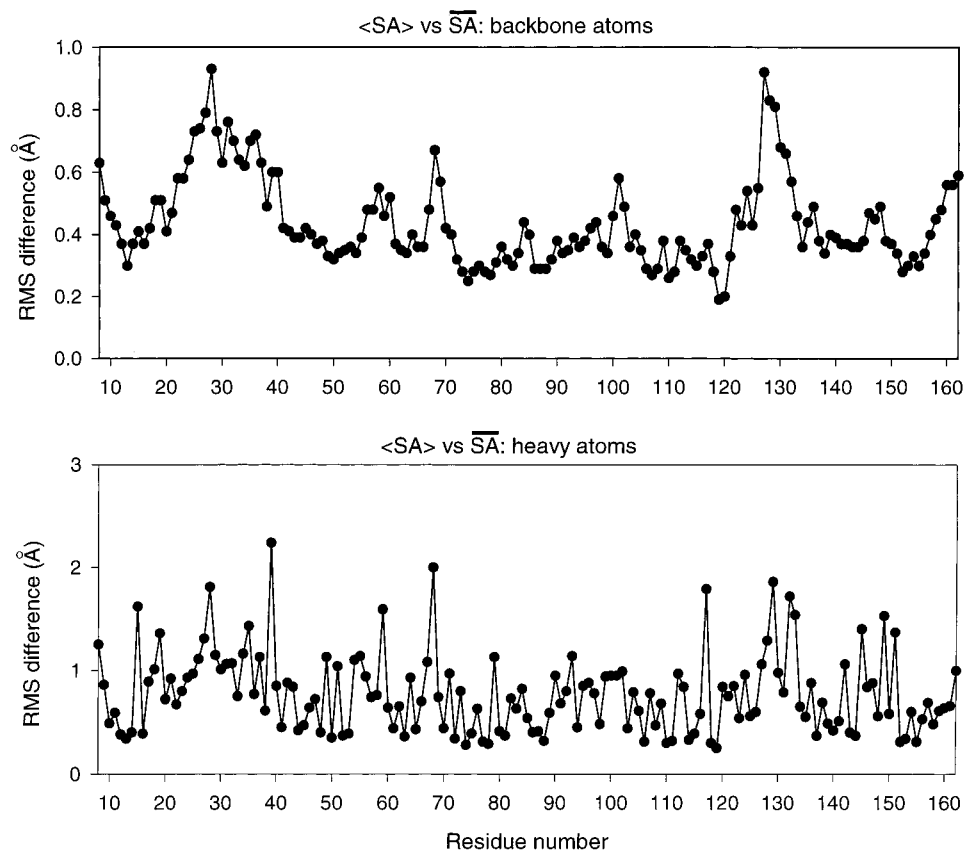 <SA> vs S̅A̅: backbone atoms
1.0
0.8
0.6
0.4
0.2
0.0
RMS difference (Å)
10 20 30 40 50 60 70 80 90 100 110 120 130 140 150 160
<SA> vs S̅A̅: heavy atoms
3
2
1
0
RMS difference (Å)
10 20 30 40 50 60 70 80 90 100 110 120 130 140 150 160
Residue number